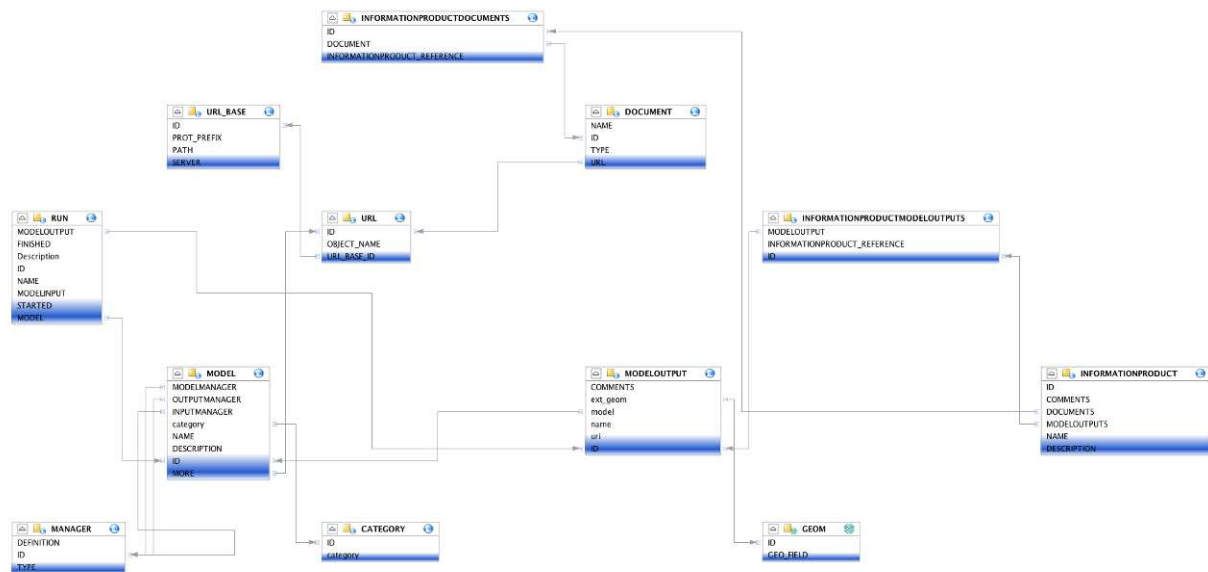 INFORMATIONPRODUCTDOCUMENTS
ID
DOCUMENT
INFORMATIONPRODUCT_REFERENCE
URL_BASE
ID
PROT_PREFIX
PATH
SERVER
DOCUMENT
NAME
ID
TYPE
URL
RUN
MODELOUTPUT
FINISHED
Description
ID
NAME
MODELINPUT
STARTED
MODEL
URL
ID
OBJECT_NAME
URL_BASE_ID
INFORMATIONPRODUCTMODELOUTPUTS
MODELOUTPUT
INFORMATIONPRODUCT_REFERENCE
ID
MODEL
MODELMANAGER
OUTPUTMANAGER
INPUTMANAGER
category
NAME
DESCRIPTION
ID
MORE
MODELOUTPUT
COMMENTS
ext_geom
model
name
uri
ID
INFORMATIONPRODUCT
ID
COMMENTS
DOCUMENTS
MODELOUTPUTS
NAME
DESCRIPTION
MANAGER
DEFINITION
ID
TYPE
CATEGORY
ID
category
GEOM
ID
GEO_FIELD